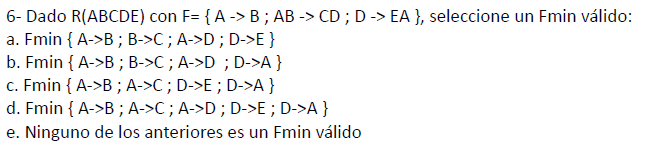 6- Dado R(ABCDE) con F= { A -> B ; AB -> CD ; D -> EA }, seleccione un Fmin válido:
a. Fmin { A->B ; B->C ; A->D ; D->E }
b. Fmin { A->B ; B->C ; A->D  ; D->A }
c. Fmin { A->B ; A->C ; D->E ; D->A }
d. Fmin { A->B ; A->C ; A->D ; D->E ; D->A }
e. Ninguno de los anteriores es un Fmin válido